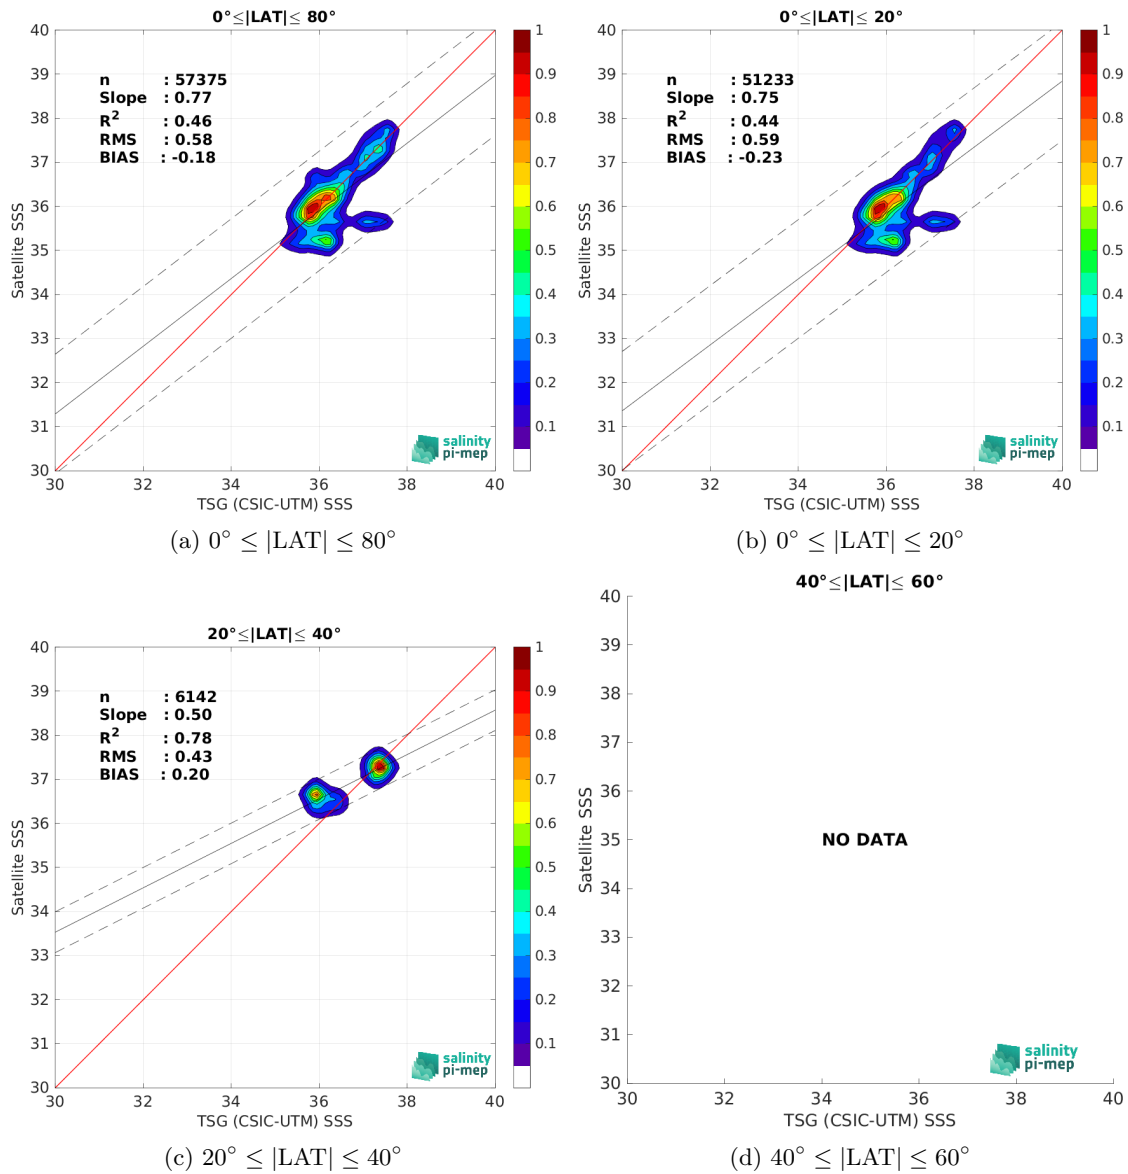 0°≤|LAT|≤ 80°
n : 57375
Slope : 0.77
R2 : 0.46
RMS : 0.58
BIAS : -0.18
40
39
38
37
36
35
34
33
32
31
30
30 32 34 36 38 40
Satellite SSS
TSG (CSIC-UTM) SSS
1
0.9
0.8
0.7
0.6
0.5
0.4
0.3
0.2
0.1
salinity
pi-mep
(a) 0° ≤ |LAT| ≤ 80°
0°≤|LAT|≤ 20°
n : 51233
Slope : 0.75
R2 : 0.44
RMS : 0.59
BIAS : -0.23
40
39
38
37
36
35
34
33
32
31
30
30 32 34 36 38 40
Satellite SSS
TSG (CSIC-UTM) SSS
1
0.9
0.8
0.7
0.6
0.5
0.4
0.3
0.2
0.1
salinity
pi-mep
(b) 0° ≤ |LAT| ≤ 20°
20°≤|LAT|≤ 40°
n : 6142
Slope : 0.50
R2 : 0.78
RMS : 0.43
BIAS : 0.20
40
39
38
37
36
35
34
33
32
31
30
30 32 34 36 38 40
Satellite SSS
TSG (CSIC-UTM) SSS
1
0.9
0.8
0.7
0.6
0.5
0.4
0.3
0.2
0.1
salinity
pi-mep
(c) 20° ≤ |LAT| ≤ 40°
40°≤|LAT|≤ 60°
NO DATA
40
39
38
37
36
35
34
33
32
31
30
30 32 34 36 38 40
Satellite SSS
TSG (CSIC-UTM) SSS
salinity
pi-mep
(d) 40° ≤ |LAT| ≤ 60°